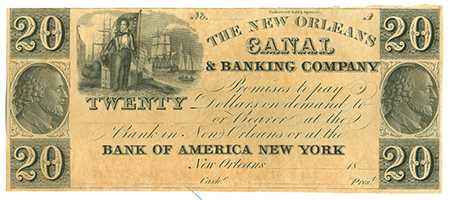 20
No. A
THE NEW ORLEANS
CANAL
& BANKING COMPANY
20
Promises to pay
TWENTY Dollars on demand to
or Bearer at the
Bank in New Orleans or at the
BANK OF AMERICA NEW YORK
New Orleans 18
20
Cash.r Pres.t
20